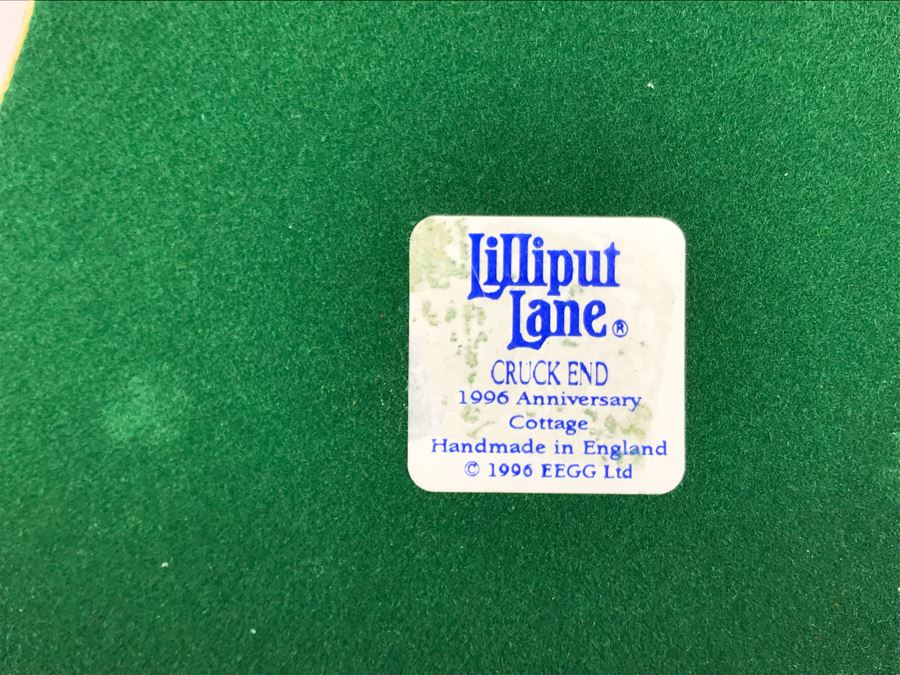 Lilliput
Lane®
CRUCK END
1996 Anniversary
Cottage
Handmade in England
© 1996 EEGG Ltd